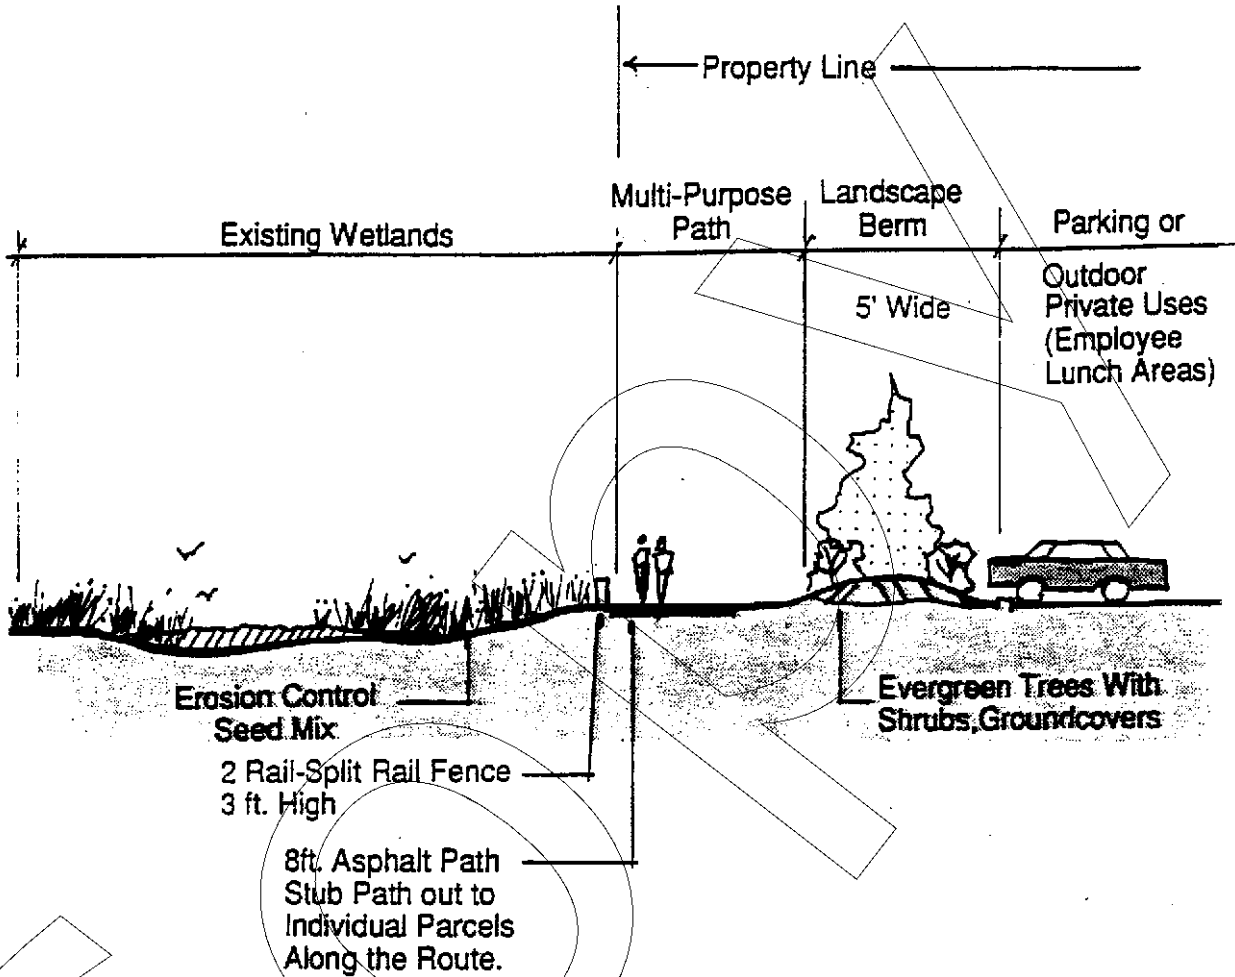 Property Line
Multi-Purpose
Path
Landscape
Berm
Existing Wetlands
Parking or
Outdoor
Private Uses
(Employee
Lunch Areas)
5' Wide
Erosion Control
Seed Mix
Evergreen Trees With
Shrubs,Groundcovers
2 Rail-Split Rail Fence
3 ft. High
8ft. Asphalt Path
Stub Path out to
Individual Parcels
Along the Route.